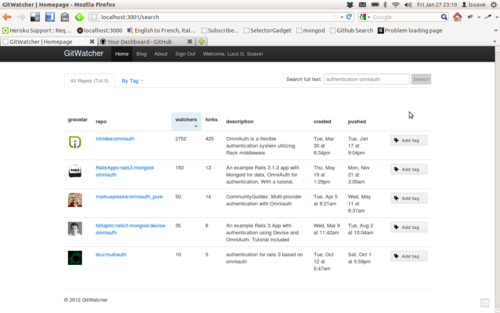 GitWatcher | Homepage - Mozilla Firefox
Fri Jan 27 23:19 lsoave
localhost:3001/search
Google
Heroku Support : Req... localhost:3000 English to French, Ital... Subscribe... SelectorGadget mongod Github Search Problem loading page
GitWatcher | Homepage Your Dashboard - GitHub
GitWatcher Home Blog About Sign Out Welcome, Luca G. Soave!
All Repos (Tot.5) By Tag Search full text: authentication omniauth Search
gravatar repo watchers forks description created pushed
intridea/omniauth 2752 425 OmniAuth is a flexible authentication system utilizing Rack middleware. Tue, Mar 30 at 8:34pm Tue, Jan 17 at 9:04pm Add tag
RailsApps/rails3-mongoid-omniauth 193 13 An example Rails 3.1.3 app with Mongoid for data, OmniAuth for authentication. With a tutorial. Thu, May 19 at 1:29pm Mon, Nov 21 at 3:00am Add tag
markusproske/omniauth_pure 50 14 CommunityGuides: Multi provider authentication with Omniauth Tue, Apr 5 at 8:21am Wed, May 11 at 8:37am Add tag
fertapric/rails3-mongoid-devise-omniauth 35 6 An example Rails 3 App with authentication using Devise and OmniAuth. Tutorial included Wed, Mar 9 at 11:42am Tue, Aug 2 at 10:04am Add tag
dcu/multiauth 10 5 authentication for rails 3 based on omniauth Tue, Oct 12 at 5:47am Sat, Oct 1 at 5:59pm Add tag
© 2012 GitWatcher